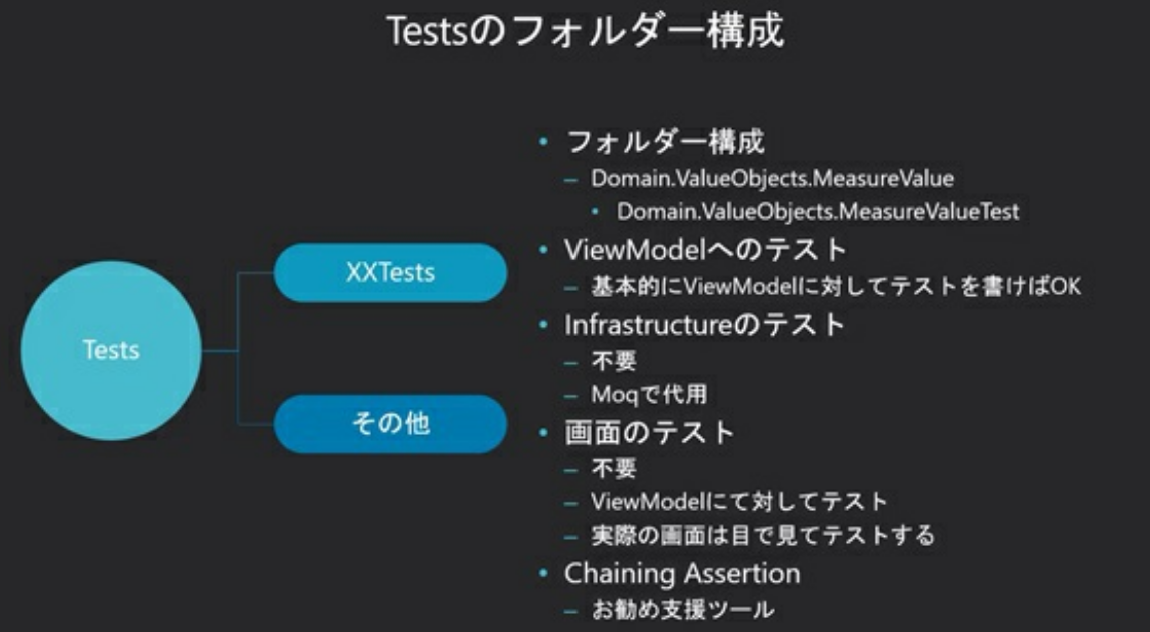 Testsのフォルダー構成
Tests
XXTests
その他
• フォルダー構成
– Domain.ValueObjects.MeasureValue
• Domain.ValueObjects.MeasureValueTest
• ViewModelへのテスト
– 基本的にViewModelに対してテストを書けばOK
• Infrastructureのテスト
– 不要
– Moqで代用
• 画面のテスト
– 不要
– ViewModelにて対してテスト
– 実際の画面は目で見てテストする
• Chaining Assertion
– お勧め支援ツール